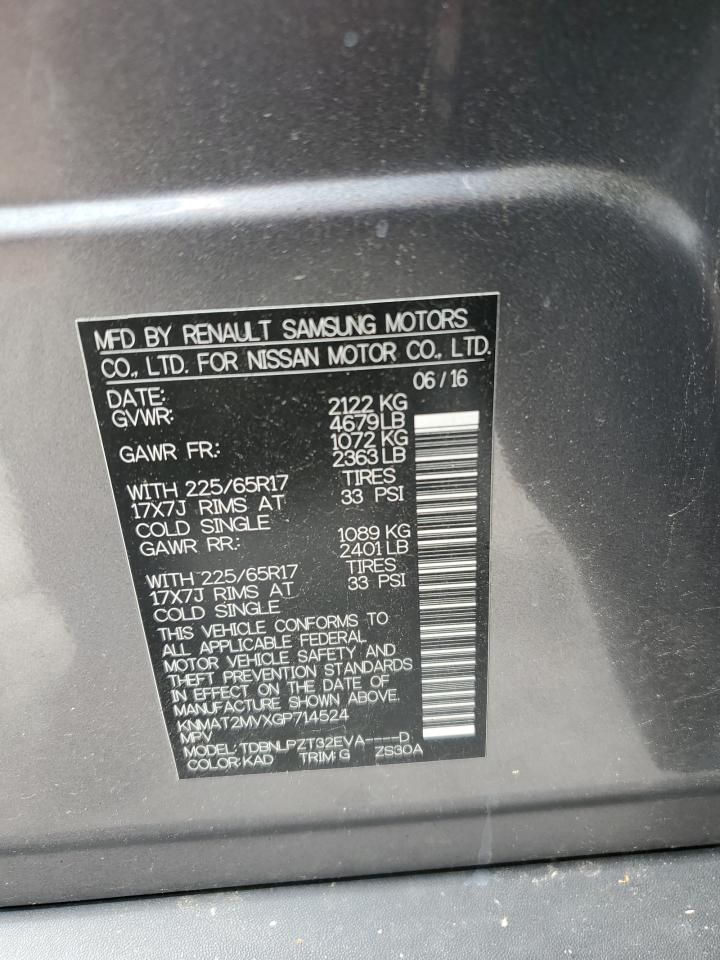 MFD BY RENAULT SAMSUNG MOTORS
CO., LTD. FOR NISSAN MOTOR CO., LTD.
DATE: 06/16
GVWR: 2122 KG
4679 LB
GAWR FR: 1072 KG
2363 LB
WITH 225/65R17 TIRES
17X7J RIMS AT 33 PSI
COLD SINGLE
GAWR RR: 1089 KG
2401 LB
WITH 225/65R17 TIRES
17X7J RIMS AT 33 PSI
COLD SINGLE
THIS VEHICLE CONFORMS TO
ALL APPLICABLE FEDERAL
MOTOR VEHICLE SAFETY AND
THEFT PREVENTION STANDARDS
IN EFFECT ON THE DATE OF
MANUFACTURE SHOWN ABOVE.
KNMAT2MVXGP714524
MPV
MODEL: TDBNLPZT32EVA----D
COLOR: KAD TRIM: G ZS30A